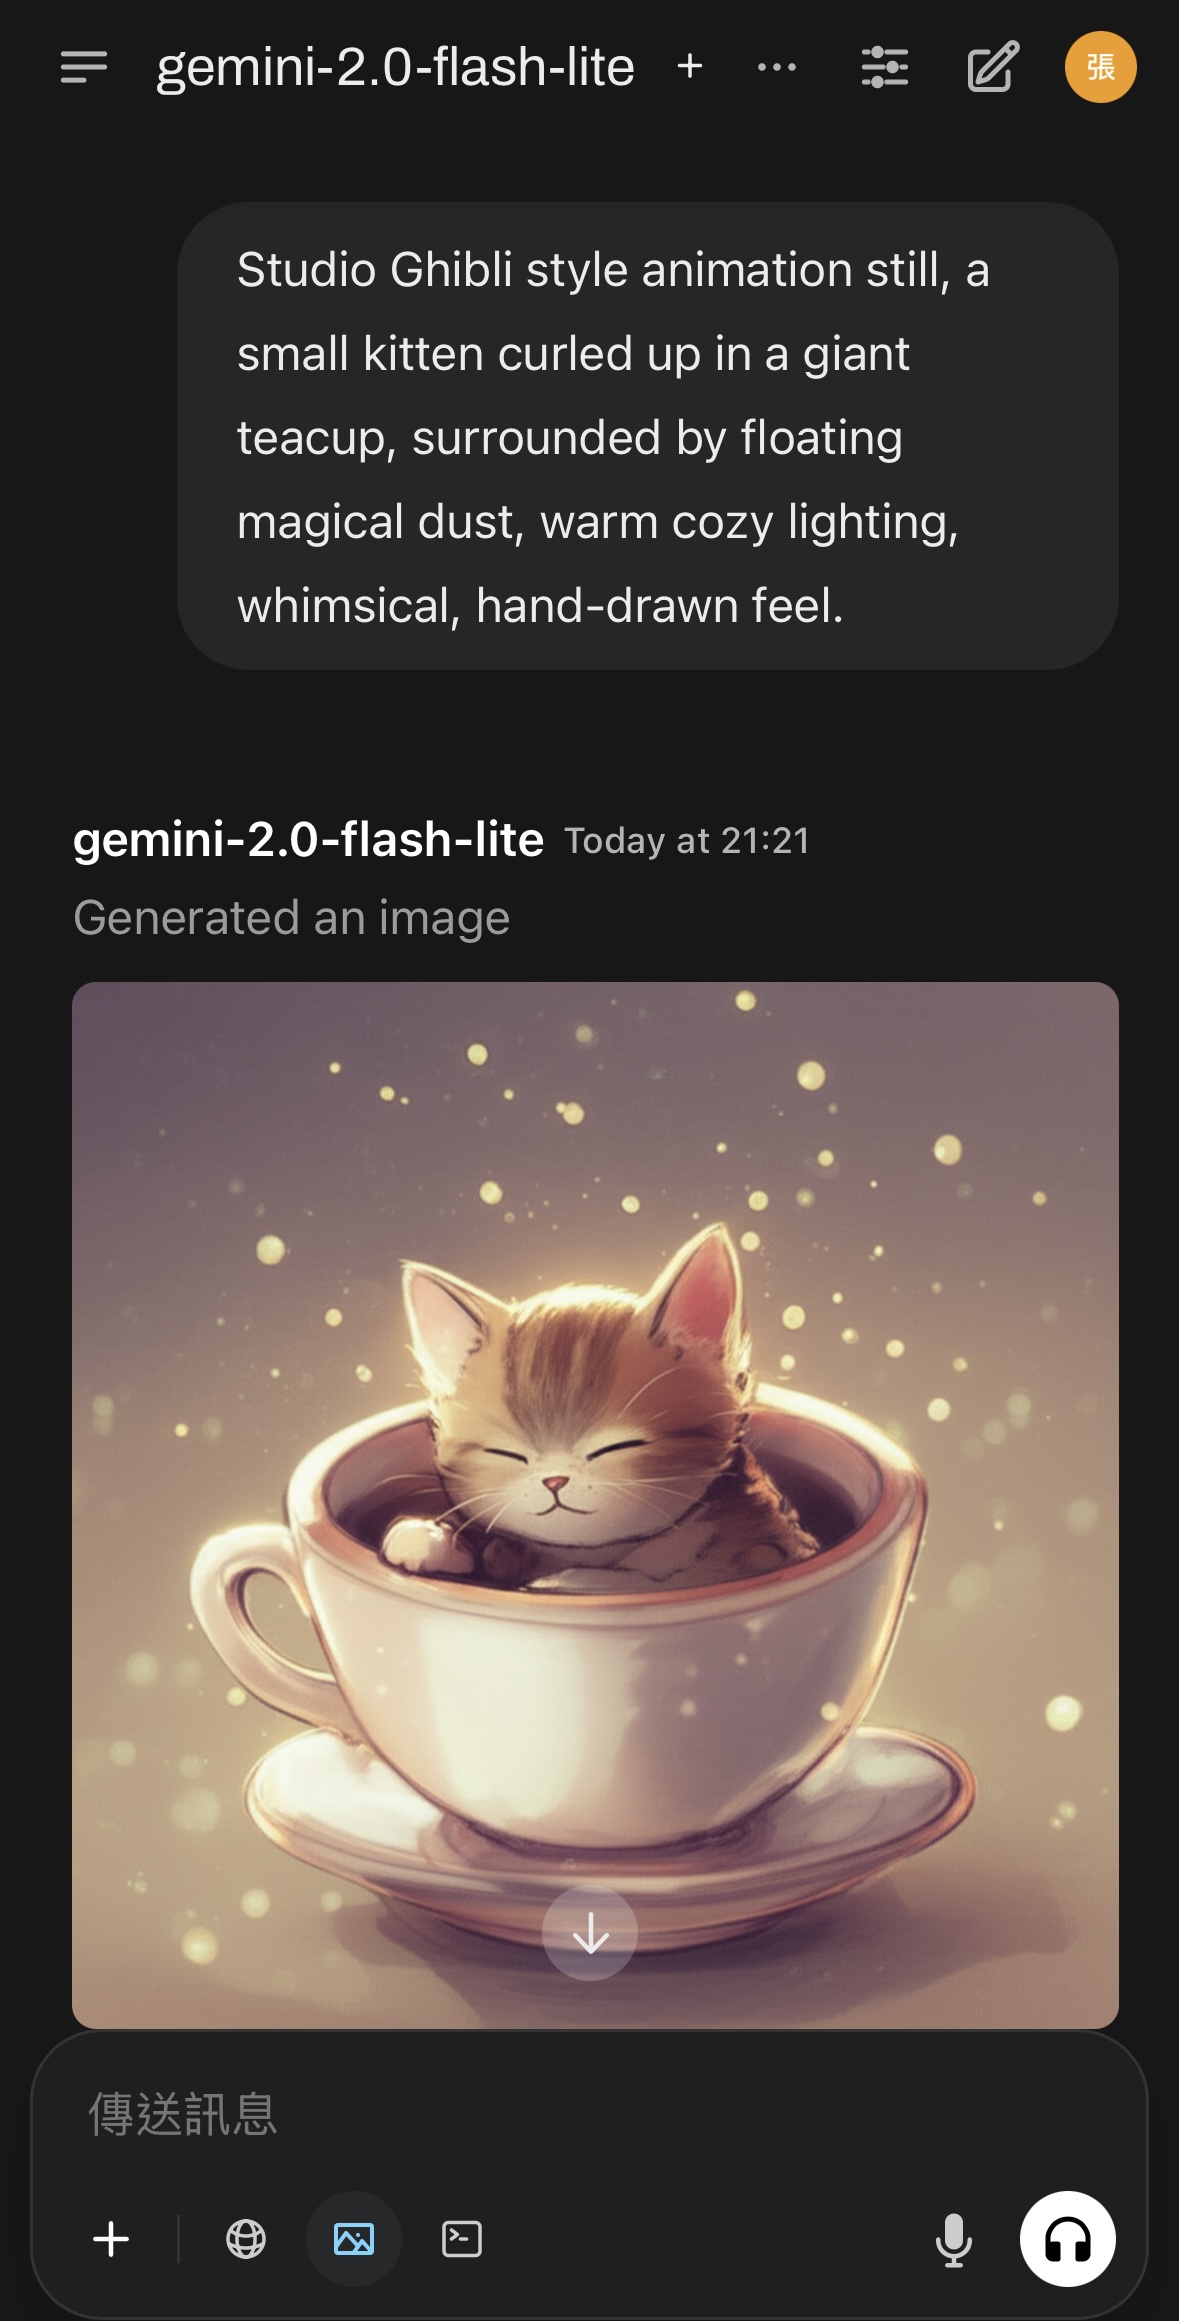 gemini-2.0-flash-lite
張
Studio Ghibli style animation still, a
small kitten curled up in a giant
teacup, surrounded by floating
magical dust, warm cozy lighting,
whimsical, hand-drawn feel.
gemini-2.0-flash-lite Today at 21:21
Generated an image
傳送訊息